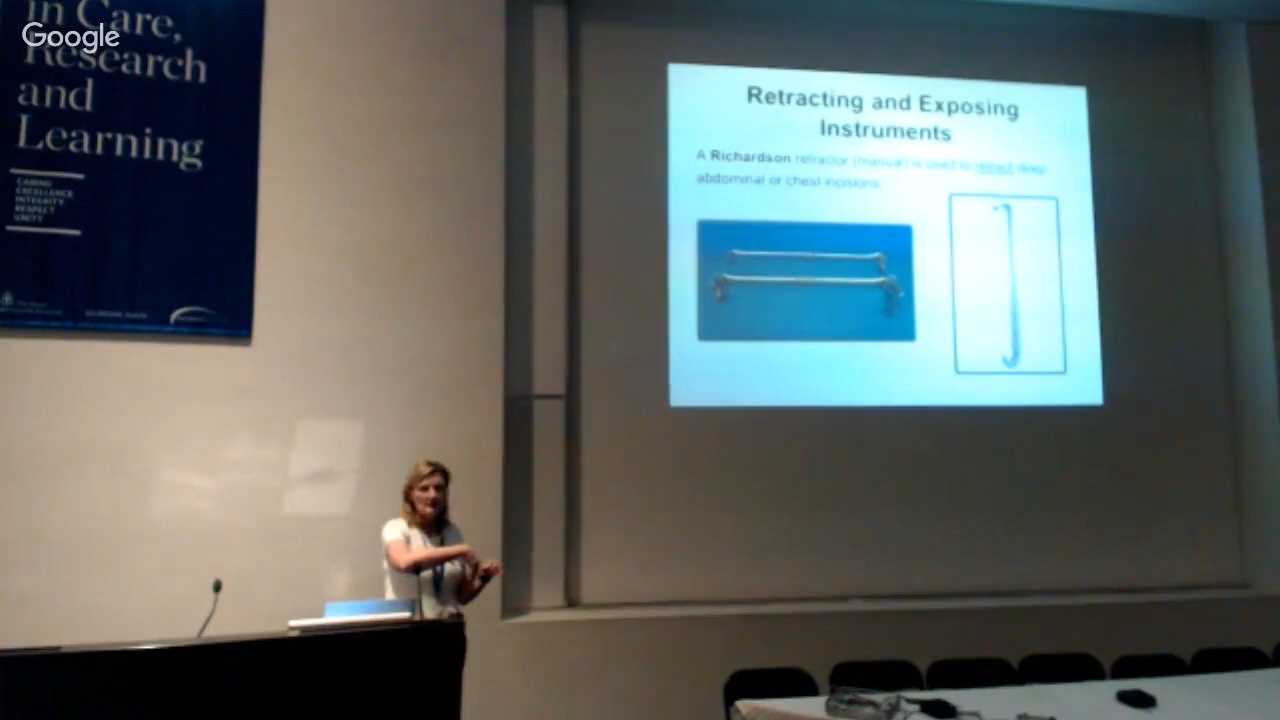 Google
in Care,
Research
and
Learning
CARING
EXCELLENCE
INTEGRITY
RESPECT
UNITY
Retracting and Exposing
Instruments
A Richardson retractor (manual) is used to retract deep
abdominal or chest incisions